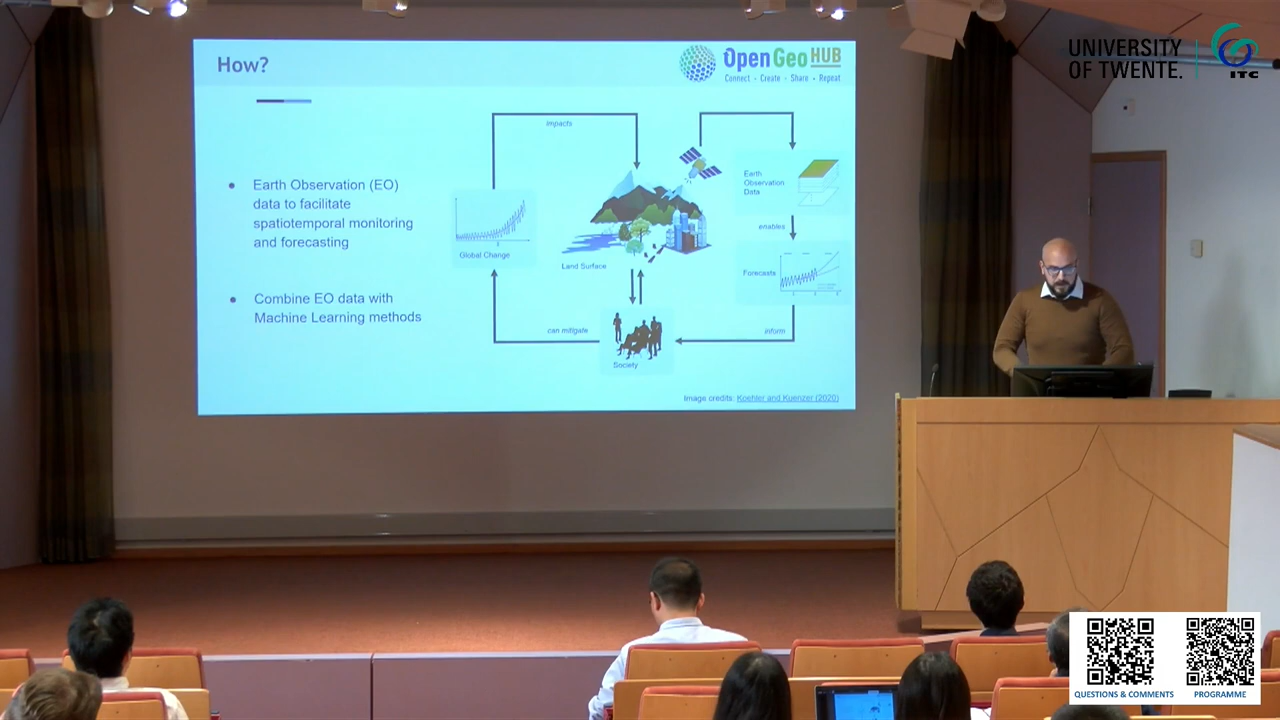 How?
OpenGeoHUB
Connect • Create • Share • Repeat
UNIVERSITY
OF TWENTE.
ITC
• Earth Observation (EO)
data to facilitate
spatiotemporal monitoring
and forecasting
• Combine EO data with
Machine Learning methods
impacts
Earth
Observation
Data
enables
Global Change
Land Surface
Forecasts
can mitigate
inform
Society
Image credits: Koehler and Kuenzer (2020)
QUESTIONS & COMMENTS
PROGRAMME